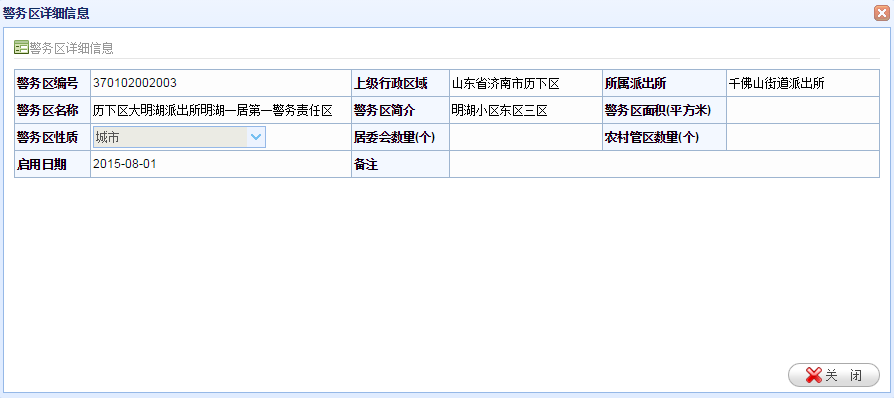 警务区详细信息
警务区详细信息
警务区编号 370102002003 上级行政区域 山东省济南市历下区 所属派出所 千佛山街道派出所
警务区名称 历下区大明湖派出所明湖一居第一警务责任区 警务区简介 明湖小区东区三区 警务区面积(平方米)
警务区性质 城市 居委会数量(个) 农村管区数量(个)
启用日期 2015-08-01 备注
关 闭